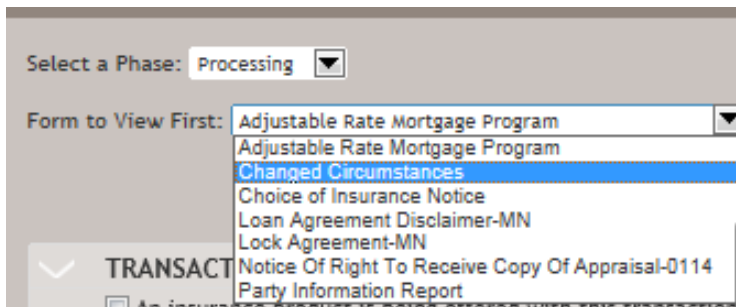 Select a Phase: Processing
Form to View First: Adjustable Rate Mortgage Program
Adjustable Rate Mortgage Program
Changed Circumstances
Choice of Insurance Notice
Loan Agreement Disclaimer-MN
Lock Agreement-MN
TRANSACT Notice Of Right To Receive Copy Of Appraisal-0114
Party Information Report